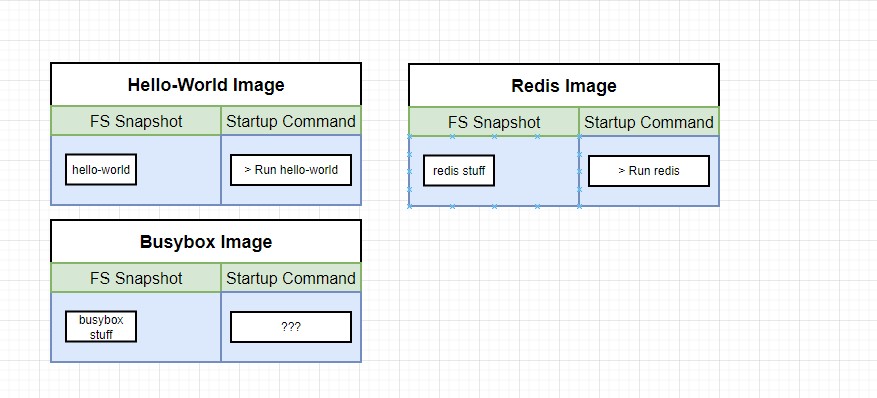 Hello-World Image
FS Snapshot
Startup Command
hello-world
> Run hello-world
Busybox Image
FS Snapshot
Startup Command
busybox
stuff
???
Redis Image
FS Snapshot
Startup Command
redis stuff
> Run redis